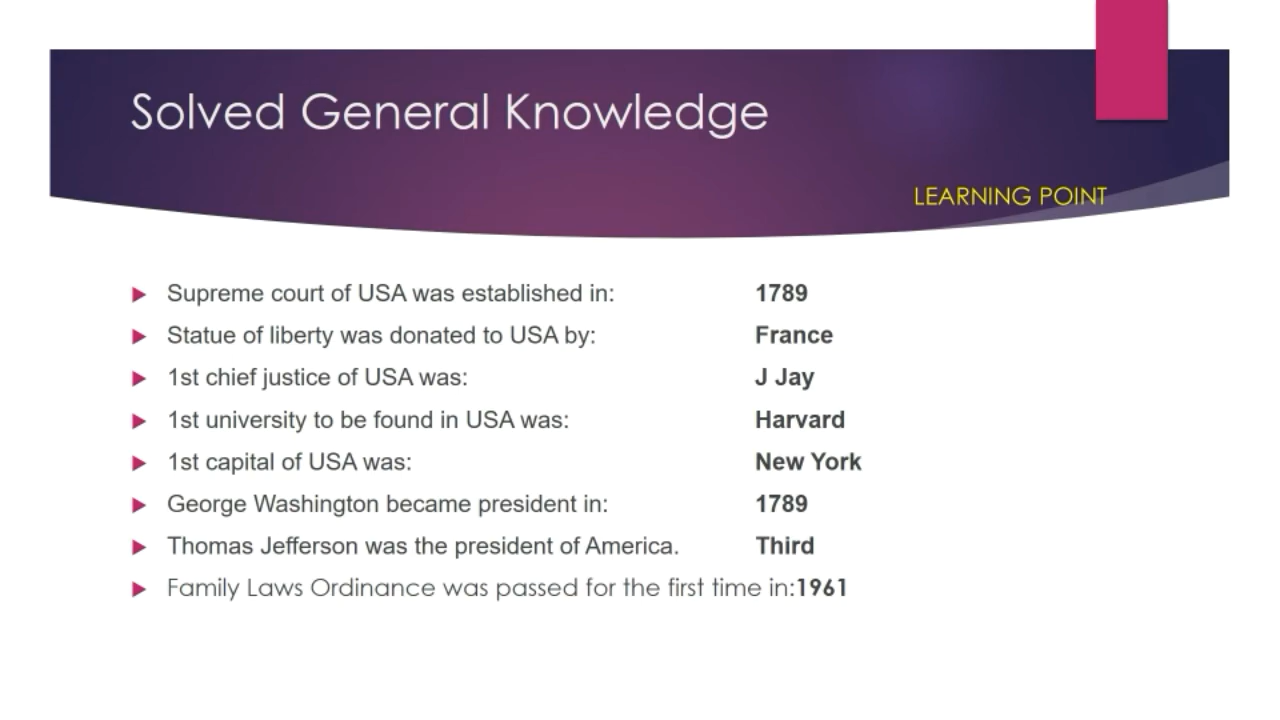 Solved General Knowledge
LEARNING POINT
Supreme court of USA was established in: 1789
Statue of liberty was donated to USA by: France
1st chief justice of USA was: J Jay
1st university to be found in USA was: Harvard
1st capital of USA was: New York
George Washington became president in: 1789
Thomas Jefferson was the president of America. Third
Family Laws Ordinance was passed for the first time in:1961